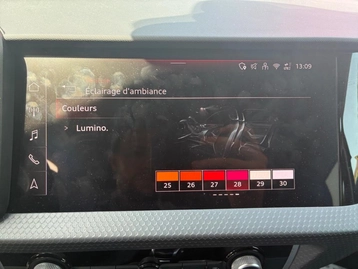 13:09
Éclairage d'ambiance
Couleurs
> Lumino.
25 26 27 28 29 30